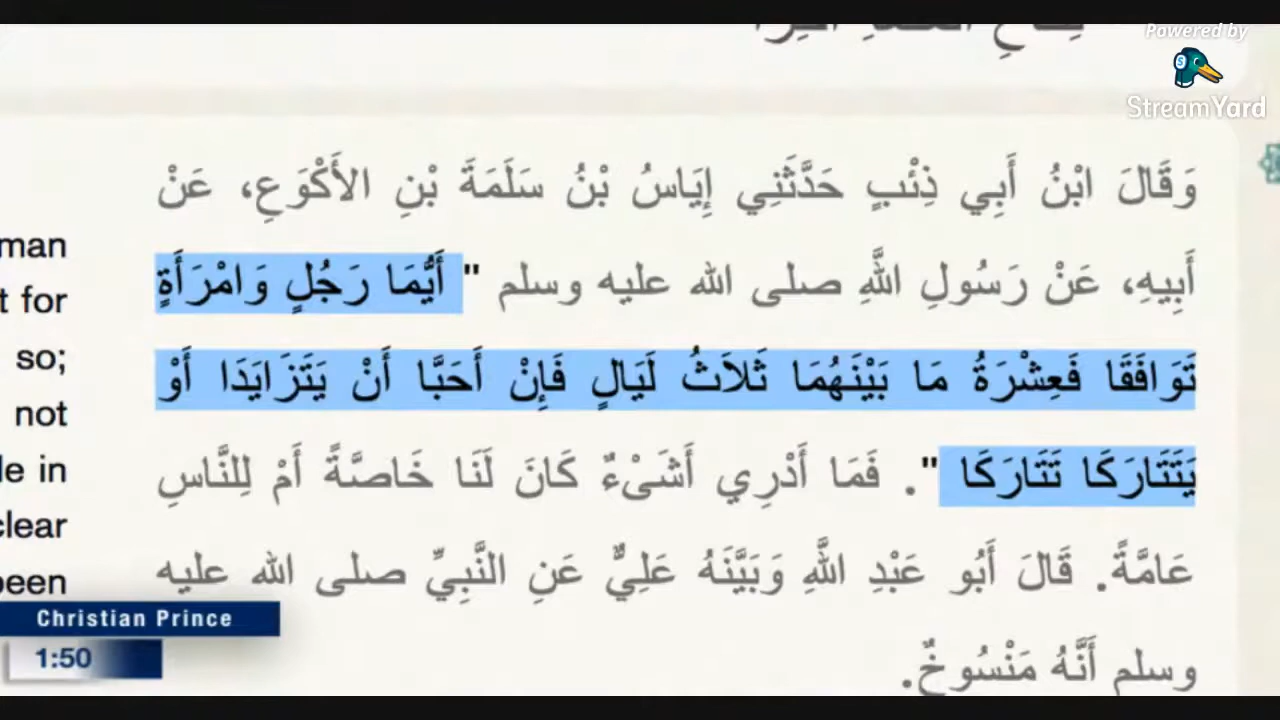 Powered by
StreamYard
وَقَالَ ابْنُ أَبِي ذِئْبٍ حَدَّثَنِي إِيَاسُ بْنُ سَلَمَةَ بْنِ الأَكْوَعِ، عَنْ
أَبِيهِ، عَنْ رَسُولِ اللَّهِ صلى الله عليه وسلم " أَيُّمَا رَجُلٍ وَامْرَأَةٍ
تَوَافَقَا فَعِشْرَةُ مَا بَيْنَهُمَا ثَلاَثُ لَيَالٍ فَإِنْ أَحَبَّا أَنْ يَتَزَايَدَا أَوْ
يَتَتَارَكَا تَتَارَكَا ". فَمَا أَدْرِي أَشَىْءٌ كَانَ لَنَا خَاصَّةً أَمْ لِلنَّاسِ
عَامَّةً. قَالَ أَبُو عَبْدِ اللَّهِ وَبَيَّنَهُ عَلِيٌّ عَنِ النَّبِيِّ صلى الله عليه
وسلم أَنَّهُ مَنْسُوخٌ.
man
t for
so;
not
le in
clear
been
Christian Prince
1:50